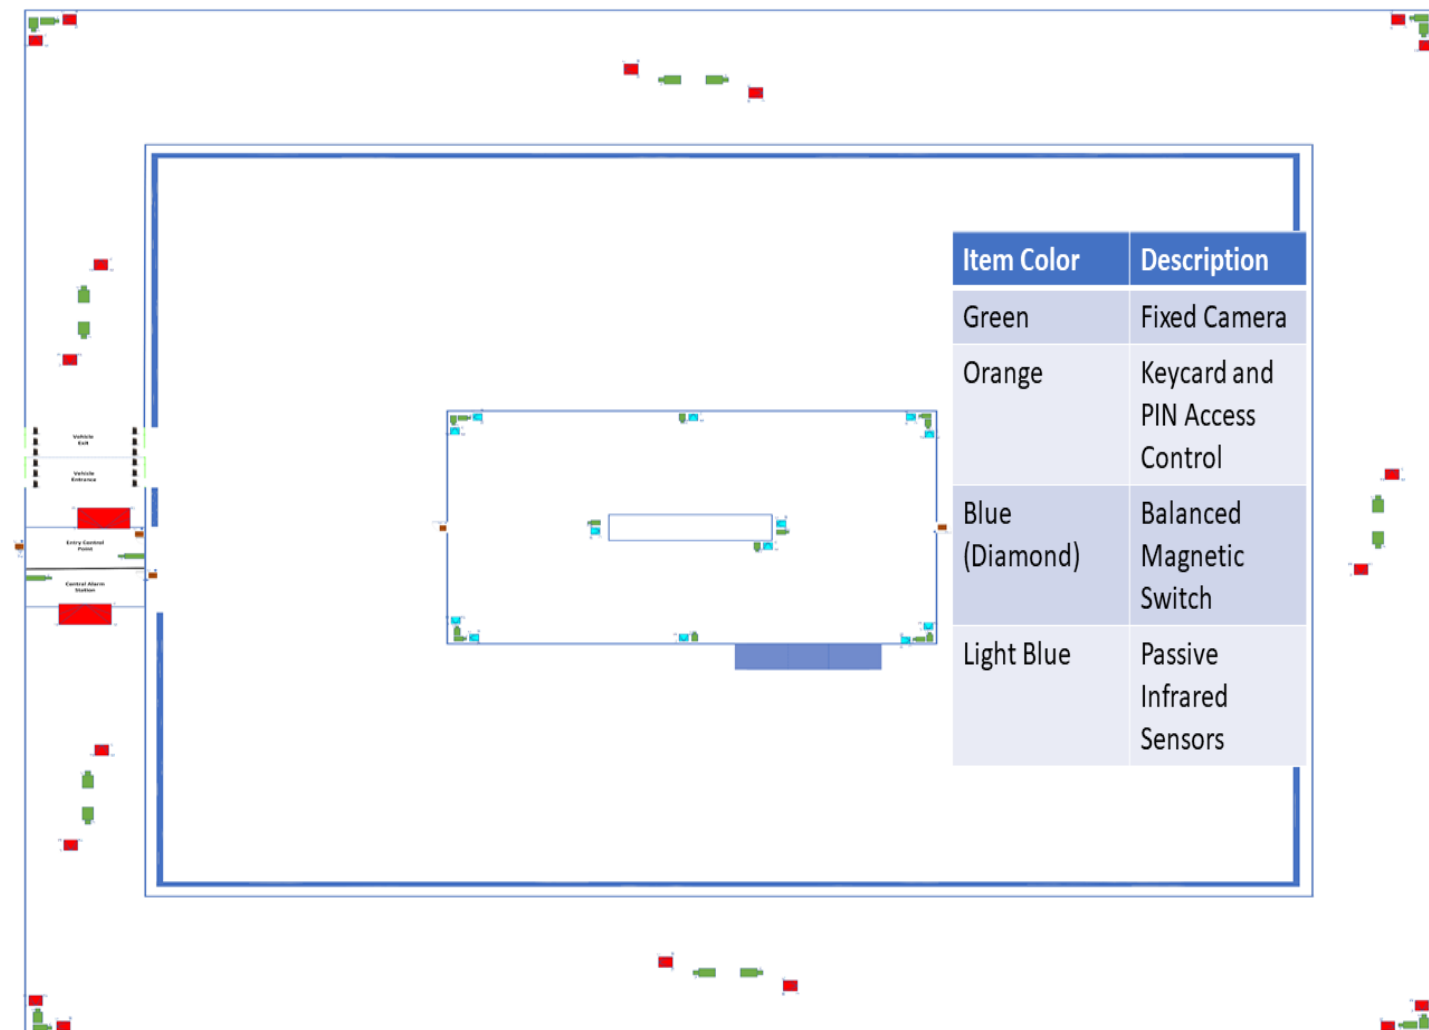 Item Color Description
Green Fixed Camera
Orange Keycard and
PIN Access
Control
Blue Balanced
(Diamond) Magnetic
Switch
Light Blue Passive
Infrared
Sensors
Vehicle
Exit
Vehicle
Entrance
Entry Control
Point
Central Alarm
Station